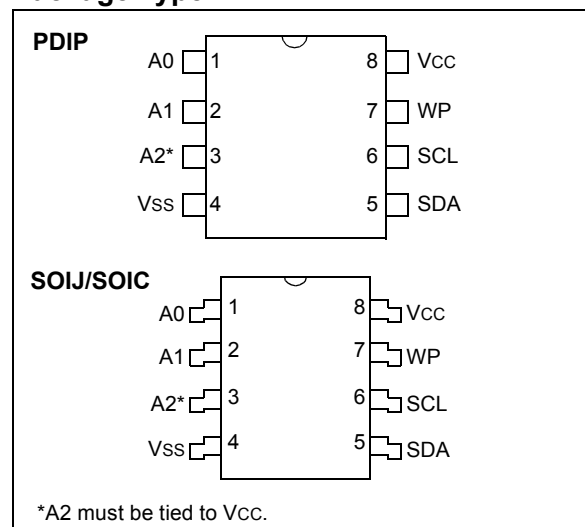 PDIP
A0 1 8 Vcc
A1 2 7 WP
A2* 3 6 SCL
Vss 4 5 SDA
SOIJ/SOIC
A0 1 8 Vcc
A1 2 7 WP
A2* 3 6 SCL
Vss 4 5 SDA
*A2 must be tied to VCC.